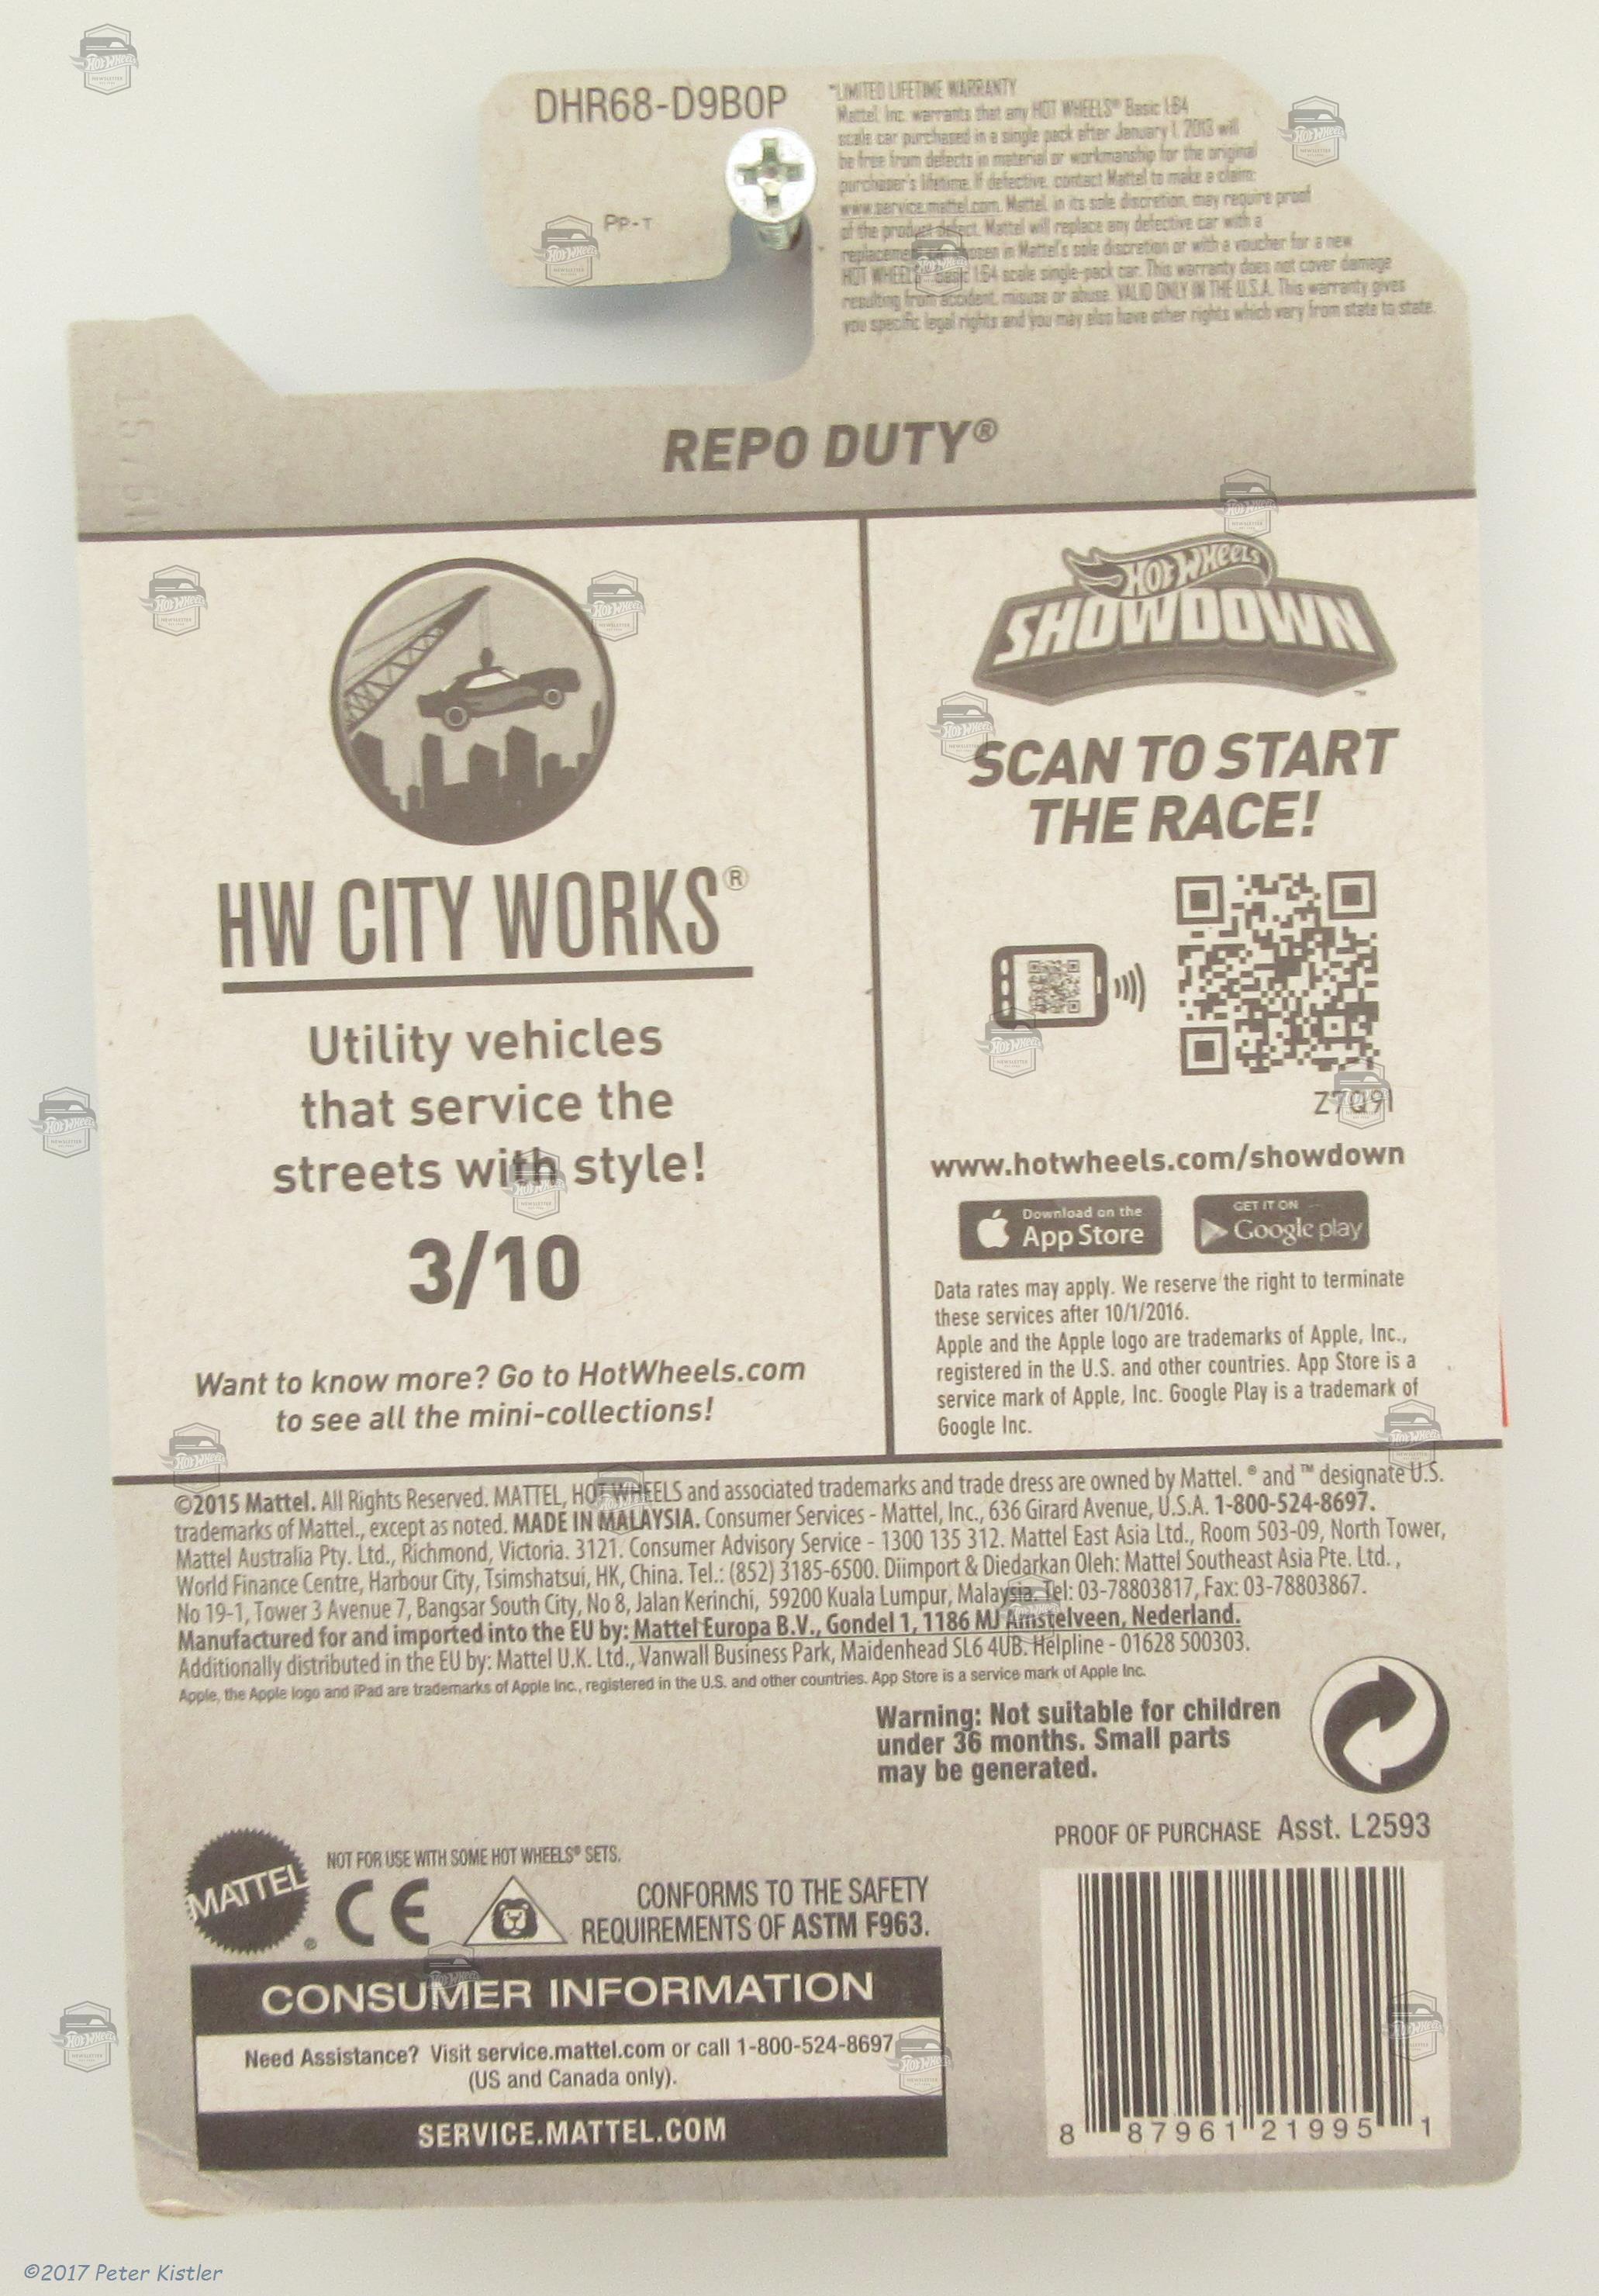 DHR68-D9B0P
Pp-T
*LIMITED LIFETIME WARRANTY
Mattel, Inc. warrants that any HOT WHEELS® Basic 1:64
scale car purchased in a single pack after January 1, 2013 will
be free from defects in material or workmanship for the original
purchaser's lifetime. If defective, contact Mattel to make a claim:
www.service.mattel.com. Mattel, in its sole discretion, may require proof
of the product defect. Mattel will replace any defective car with a
replacement chosen in Mattel's sole discretion or with a voucher for a new
HOT WHEELS® Basic 1:64 scale single-pack car. This warranty does not cover damage
resulting from accident, misuse or abuse. VALID ONLY IN THE U.S.A. This warranty gives
you specific legal rights and you may also have other rights which vary from state to state.
REPO DUTY®
HW CITY WORKS®
Utility vehicles
that service the
streets with style!
3/10
Want to know more? Go to HotWheels.com
to see all the mini-collections!
HOT WHEELS
SHOWDOWN™
SCAN TO START
THE RACE!
Z7Q91
www.hotwheels.com/showdown
Download on the
App Store
GET IT ON
Google play
Data rates may apply. We reserve the right to terminate
these services after 10/1/2016.
Apple and the Apple logo are trademarks of Apple, Inc.,
registered in the U.S. and other countries. App Store is a
service mark of Apple, Inc. Google Play is a trademark of
Google Inc.
©2015 Mattel. All Rights Reserved. MATTEL, HOT WHEELS and associated trademarks and trade dress are owned by Mattel. ® and ™ designate U.S.
trademarks of Mattel., except as noted. MADE IN MALAYSIA. Consumer Services - Mattel, Inc., 636 Girard Avenue, U.S.A. 1-800-524-8697.
Mattel Australia Pty. Ltd., Richmond, Victoria. 3121. Consumer Advisory Service - 1300 135 312. Mattel East Asia Ltd., Room 503-09, North Tower,
World Finance Centre, Harbour City, Tsimshatsui, HK, China. Tel.: (852) 3185-6500. Diimport & Diedarkan Oleh: Mattel Southeast Asia Pte. Ltd. ,
No 19-1, Tower 3 Avenue 7, Bangsar South City, No 8, Jalan Kerinchi, 59200 Kuala Lumpur, Malaysia. Tel: 03-78803817, Fax: 03-78803867.
Manufactured for and imported into the EU by: Mattel Europa B.V., Gondel 1, 1186 MJ Amstelveen, Nederland.
Additionally distributed in the EU by: Mattel U.K. Ltd., Vanwall Business Park, Maidenhead SL6 4UB. Helpline - 01628 500303.
Apple, the Apple logo and iPad are trademarks of Apple Inc., registered in the U.S. and other countries. App Store is a service mark of Apple Inc.
Warning: Not suitable for children
under 36 months. Small parts
may be generated.
PROOF OF PURCHASE Asst. L2593
MATTEL®
NOT FOR USE WITH SOME HOT WHEELS® SETS.
CE
CONFORMS TO THE SAFETY
REQUIREMENTS OF ASTM F963.
CONSUMER INFORMATION
Need Assistance? Visit service.mattel.com or call 1-800-524-8697
(US and Canada only).
SERVICE.MATTEL.COM
8 87961 21995 1
©2017 Peter Kistler